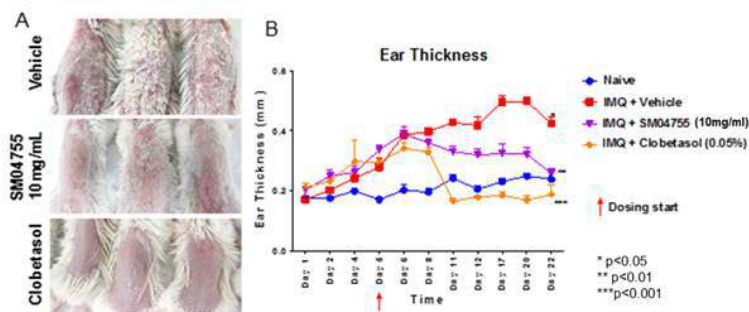 A
Vehicle
SM04755
10 mg/mL
Clobetasol
B
Ear Thickness
Ear Thickness (mm)
0.6
0.4
0.2
0.0
Day 1
Day 2
Day 4
Day 5
Day 6
Day 8
Day 11
Day 12
Day 17
Day 20
Day 22
Time
*
**
***
Naive
IMQ + Vehicle
IMQ + SM04755 (10mg/ml)
IMQ + Clobetasol (0.05%)
Dosing start
* p<0.05
** p<0.01
***p<0.001